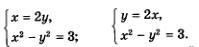 { x = 2y,
x² − y² = 3;
{ y = 2x,
x² − y² = 3.